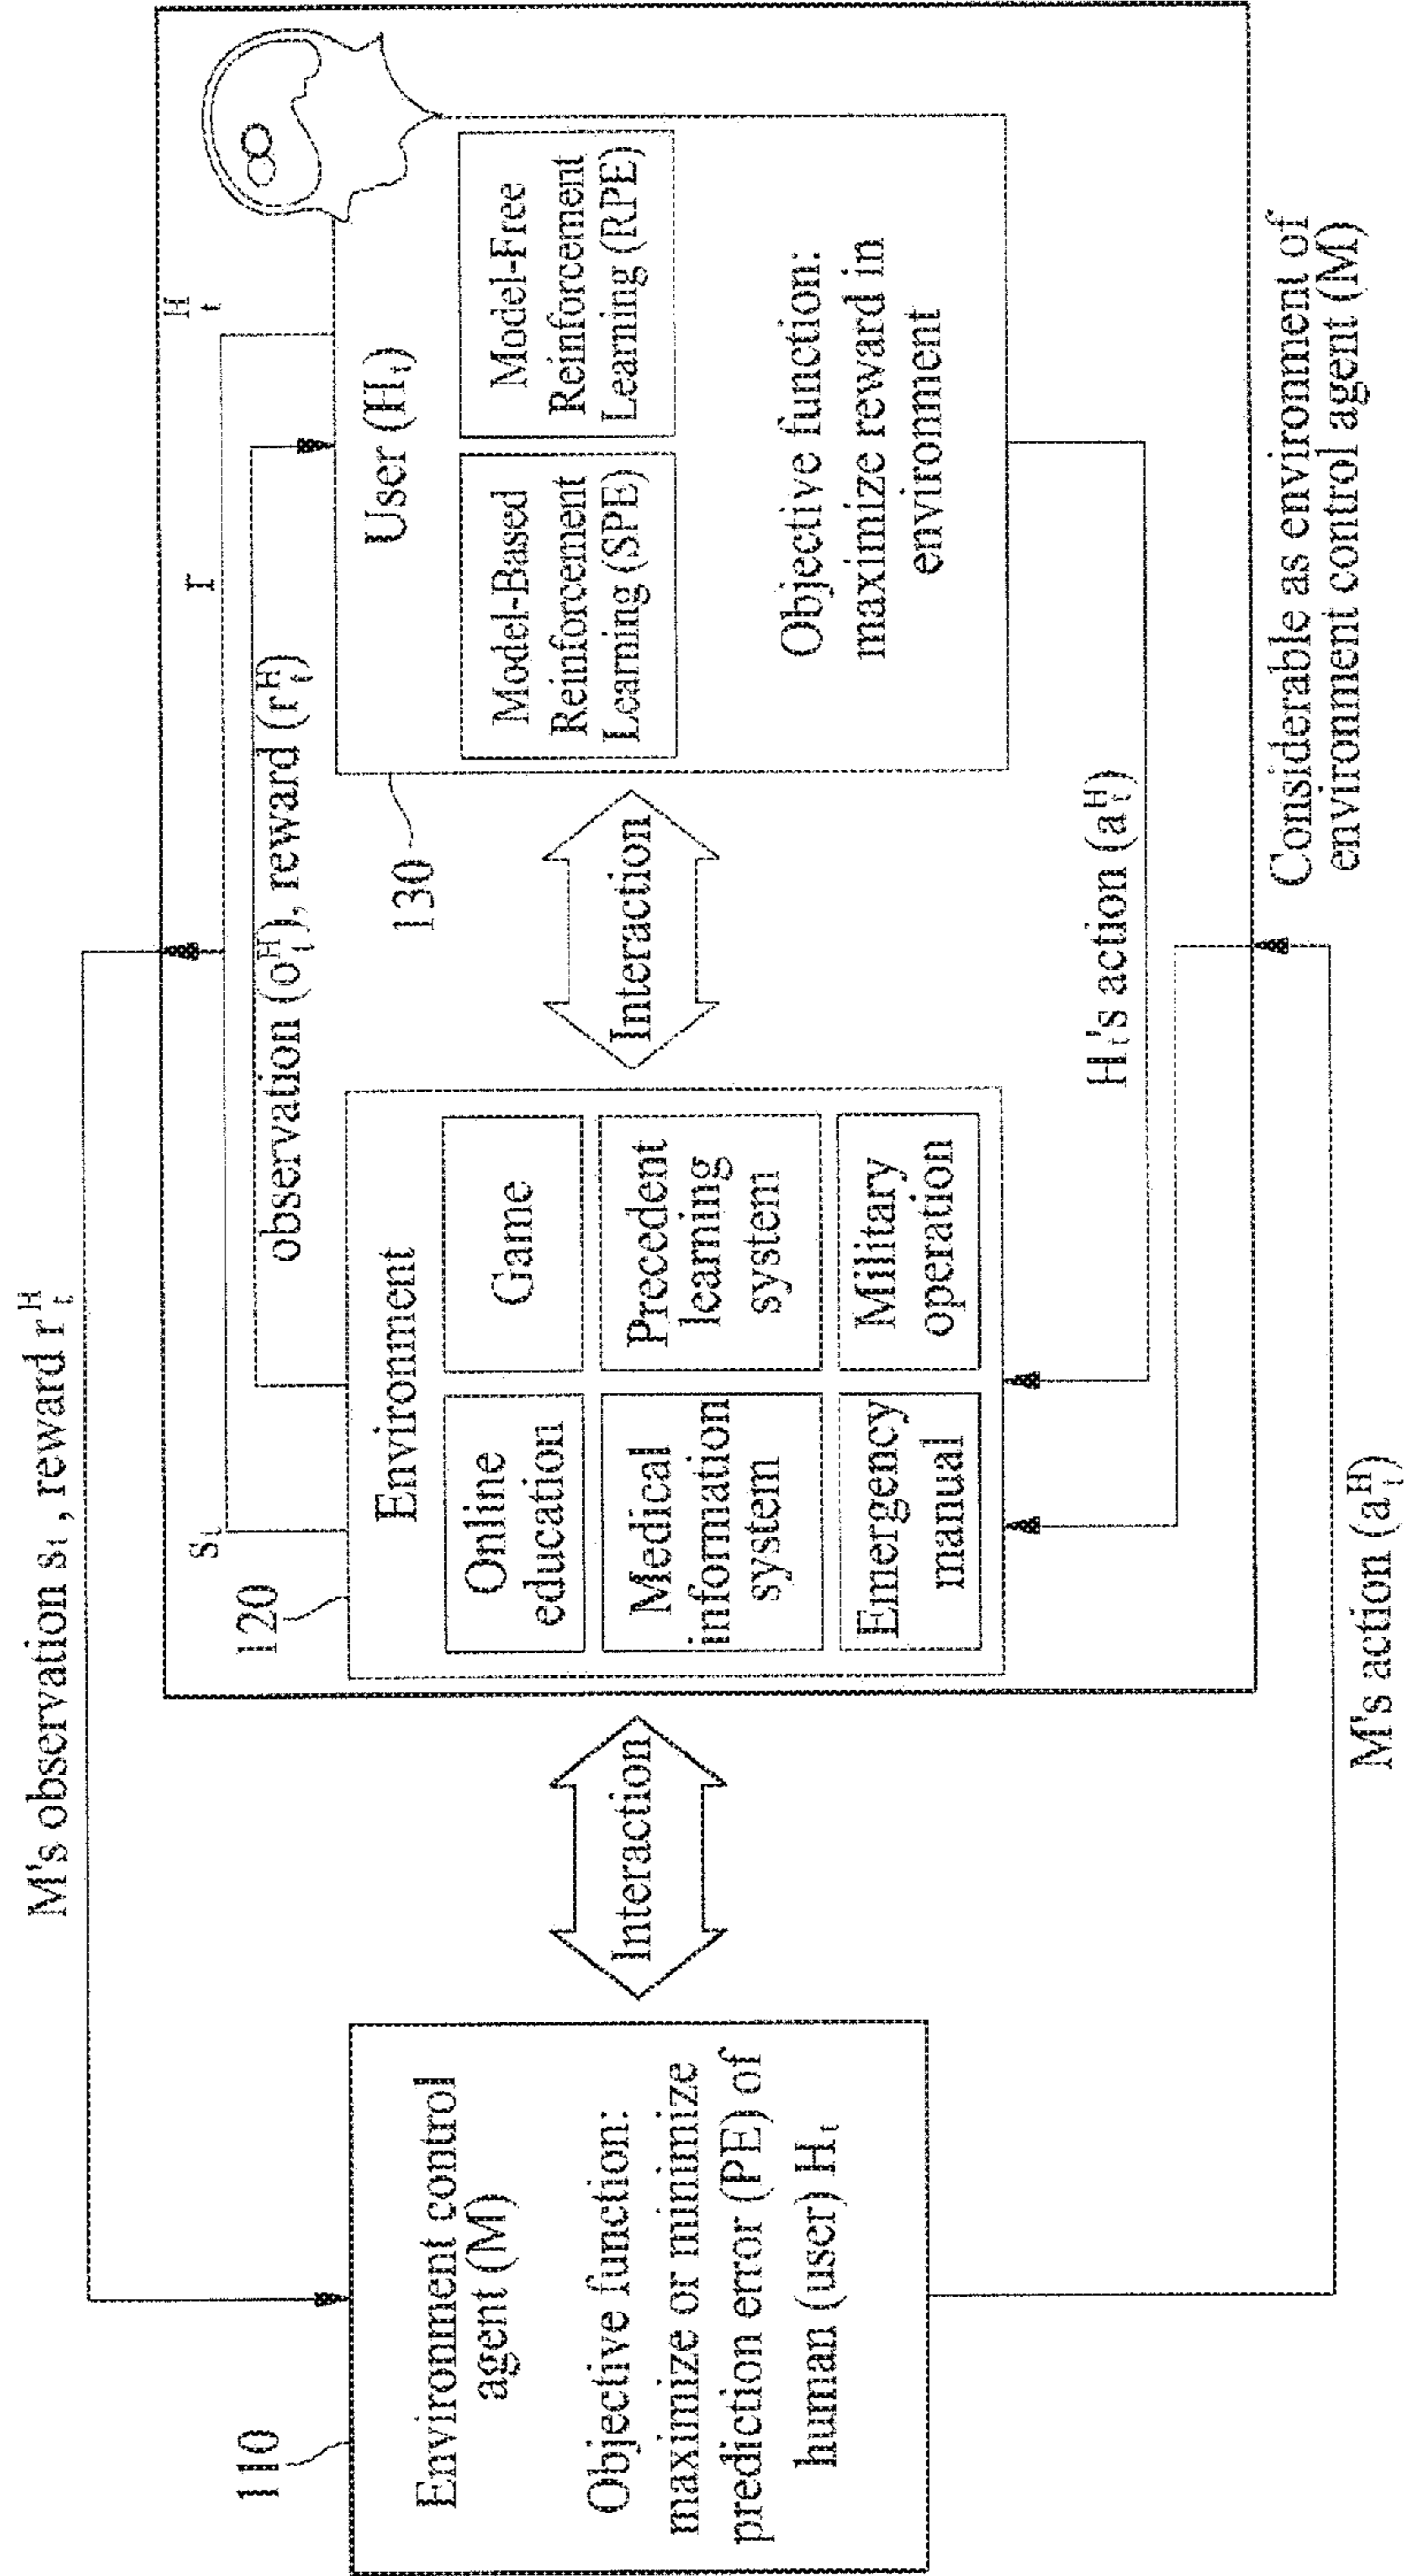 M's observation s_t, reward r_t^H
110
Environment control
agent (M)
Objective function:
maximize or minimize
prediction error (PE) of
human (user) H_t
Interaction
M's action (a_t^H)
120
s_t
r_t^H
observation (o_t^H), reward (r_t^H)
Environment
Online
education
Game
Medical
information
system
Precedent
learning
system
Emergency
manual
Military
operation
Interaction
130
User (H_t)
Model-Based
Reinforcement
Learning (SPE)
Model-Free
Reinforcement
Learning (RPE)
Objective function:
maximize reward in
environment
H_t's action (a_t^H)
Considerable as environment of
environment control agent (M)